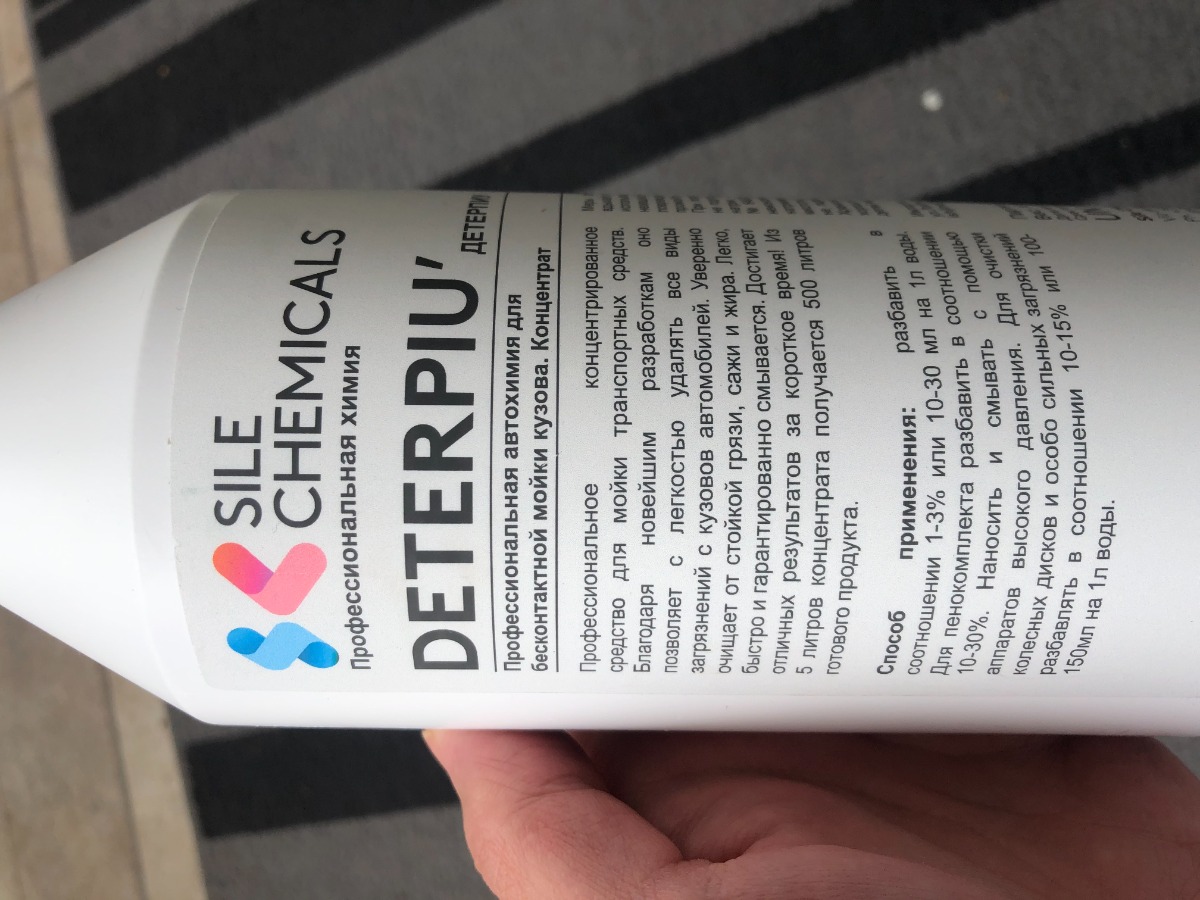 SILE
CHEMICALS
Профессиональная химия
DETERPIU’
ДЕТЕРПИУ
Профессиональная автохимия для
бесконтактной мойки кузова. Концентрат
Профессиональное концентрированное
средство для мойки транспортных средств.
Благодаря новейшим разработкам оно
позволяет с легкостью удалять все виды
загрязнений с кузовов автомобилей. Уверенно
очищает от стойкой грязи, сажи и жира. Легко,
быстро и гарантированно смывается. Достигает
отличных результатов за короткое время! Из
5 литров концентрата получается 500 литров
готового продукта.
Способ применения: разбавить в
соотношении 1-3% или 10-30 мл на 1л воды.
Для пенокомплекта разбавить в соотношении
10-30%. Наносить и смывать с помощью
аппаратов высокого давления. Для очистки
колесных дисков и особо сильных загрязнений
разбавлять в соотношении 10-15% или 100-
150мл на 1л воды.